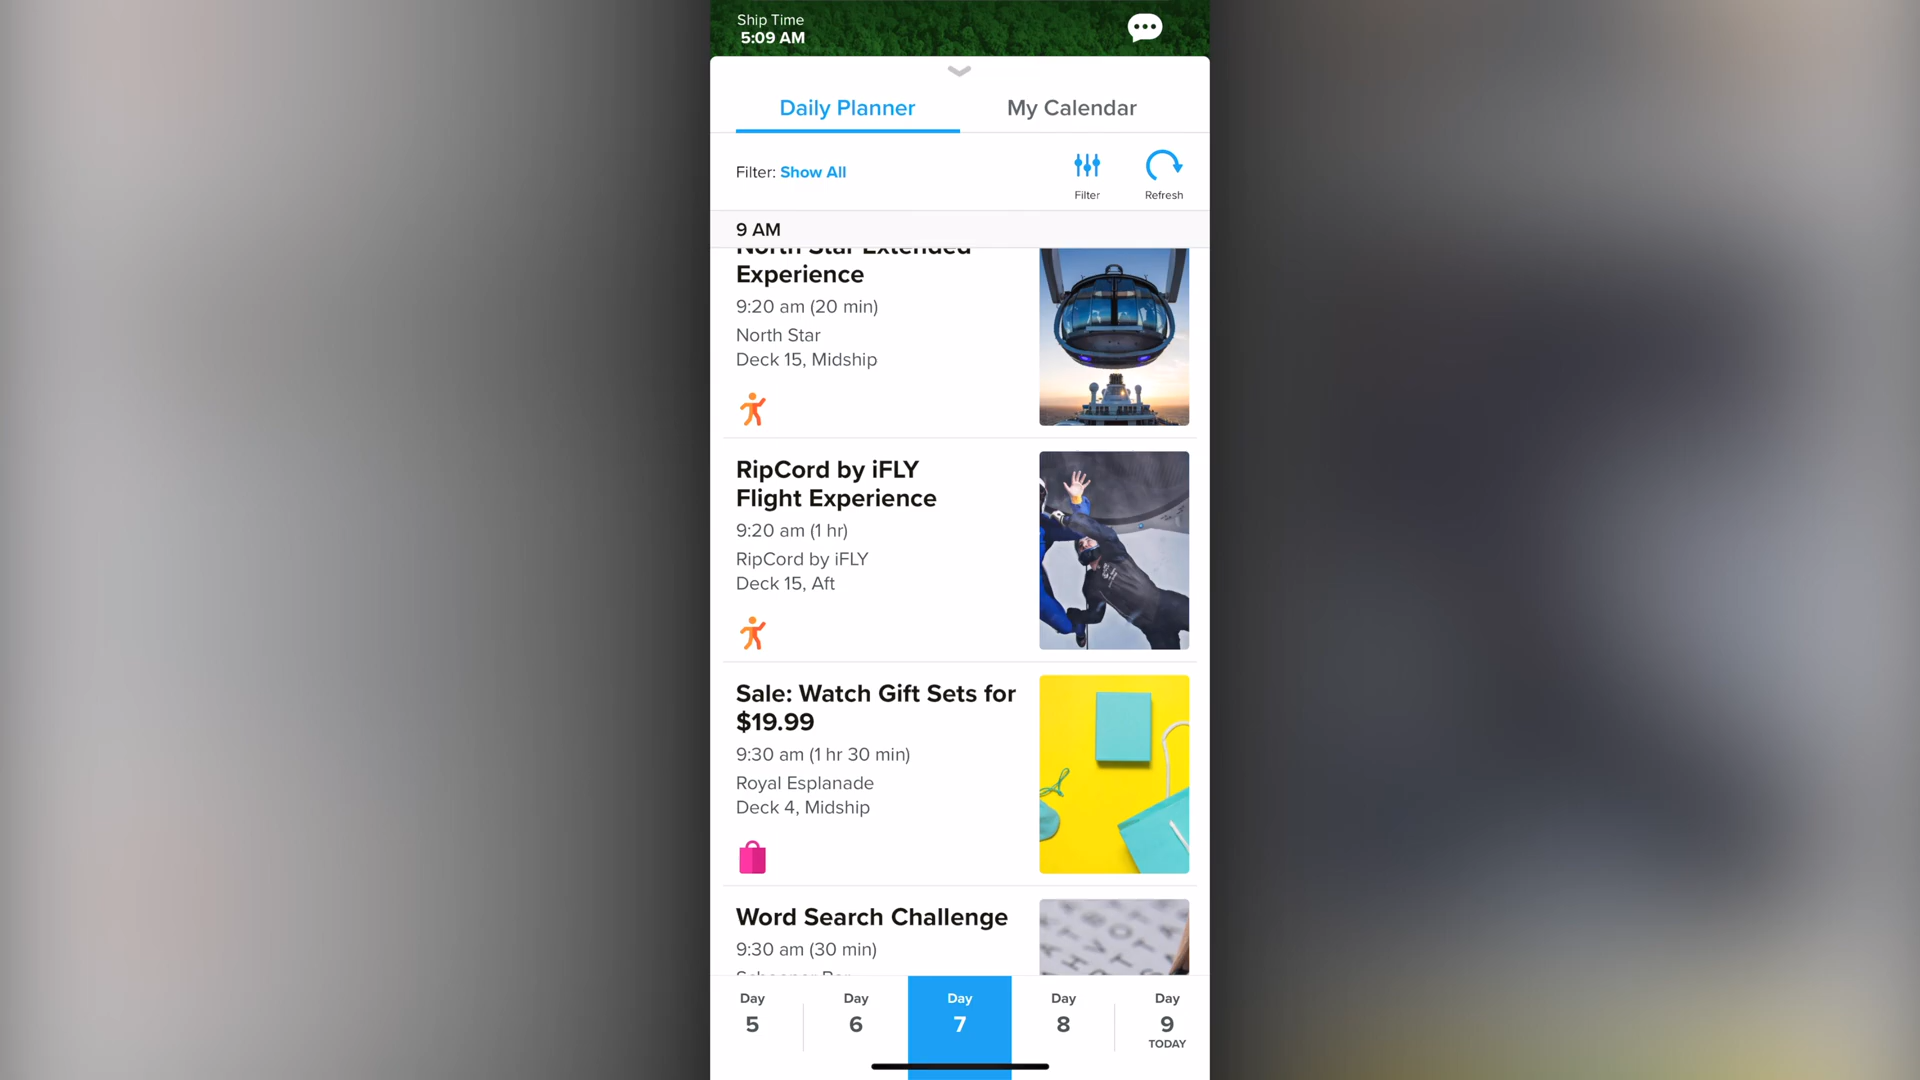 Ship Time
5:09 AM
Daily Planner
My Calendar
Filter: Show All
Filter
Refresh
9 AM
North Star Extended
Experience
9:20 am (20 min)
North Star
Deck 15, Midship
RipCord by iFLY
Flight Experience
9:20 am (1 hr)
RipCord by iFLY
Deck 15, Aft
Sale: Watch Gift Sets for
$19.99
9:30 am (1 hr 30 min)
Royal Esplanade
Deck 4, Midship
Word Search Challenge
9:30 am (30 min)
Day
5
Day
6
Day
7
Day
8
Day
9
TODAY